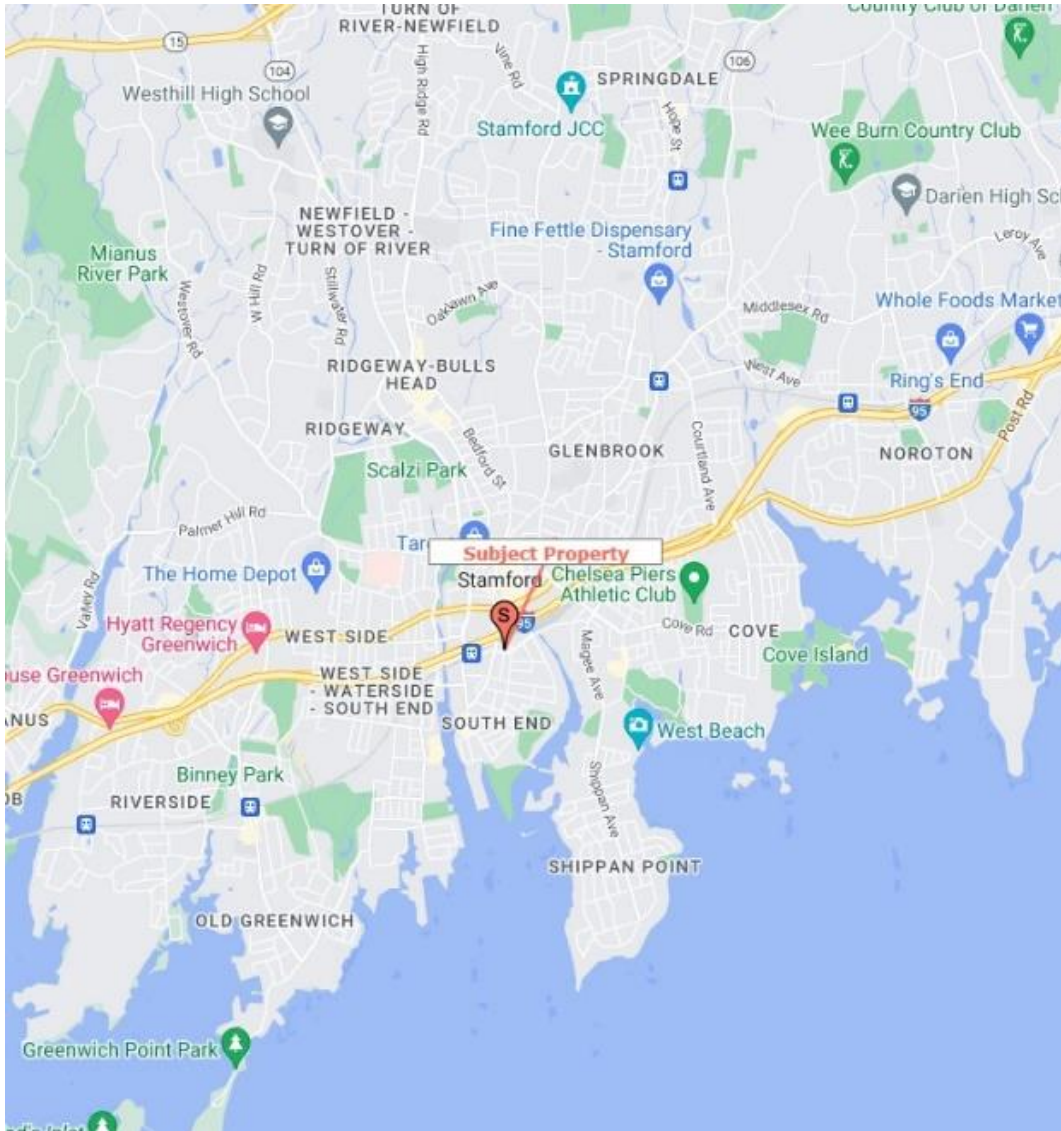 TURN OF
RIVER-NEWFIELD
Country Club of Darien
15
104
106
Westhill High School
High Ridge Rd
Vine Rd
SPRINGDALE
Stamford JCC
Hope St
Wee Burn Country Club
Darien High Sc
NEWFIELD -
WESTOVER -
TURN OF RIVER
Fine Fettle Dispensary
- Stamford
Leroy Ave
Mianus
River Park
Westover Rd
W Hill Rd
Stillwater Rd
Oaklawn Ave
Middlesex Rd
Whole Foods Market
RIDGEWAY-BULLS
HEAD
West Ave
Ring's End
95
Post Rd
RIDGEWAY
Bedford St
GLENBROOK
Courtland Ave
NOROTON
Scalzi Park
Palmer Hill Rd
Tar
Subject Property
The Home Depot
Stamford
Chelsea Piers
Athletic Club
Valley Rd
S
95
Hyatt Regency
Greenwich
WEST SIDE
Magee Ave
Cove Rd
COVE
Cove Island
use Greenwich
WEST SIDE
- WATERSIDE
- SOUTH END
ANUS
SOUTH END
West Beach
Binney Park
Shippan Ave
OB
RIVERSIDE
SHIPPAN POINT
OLD GREENWICH
Greenwich Point Park